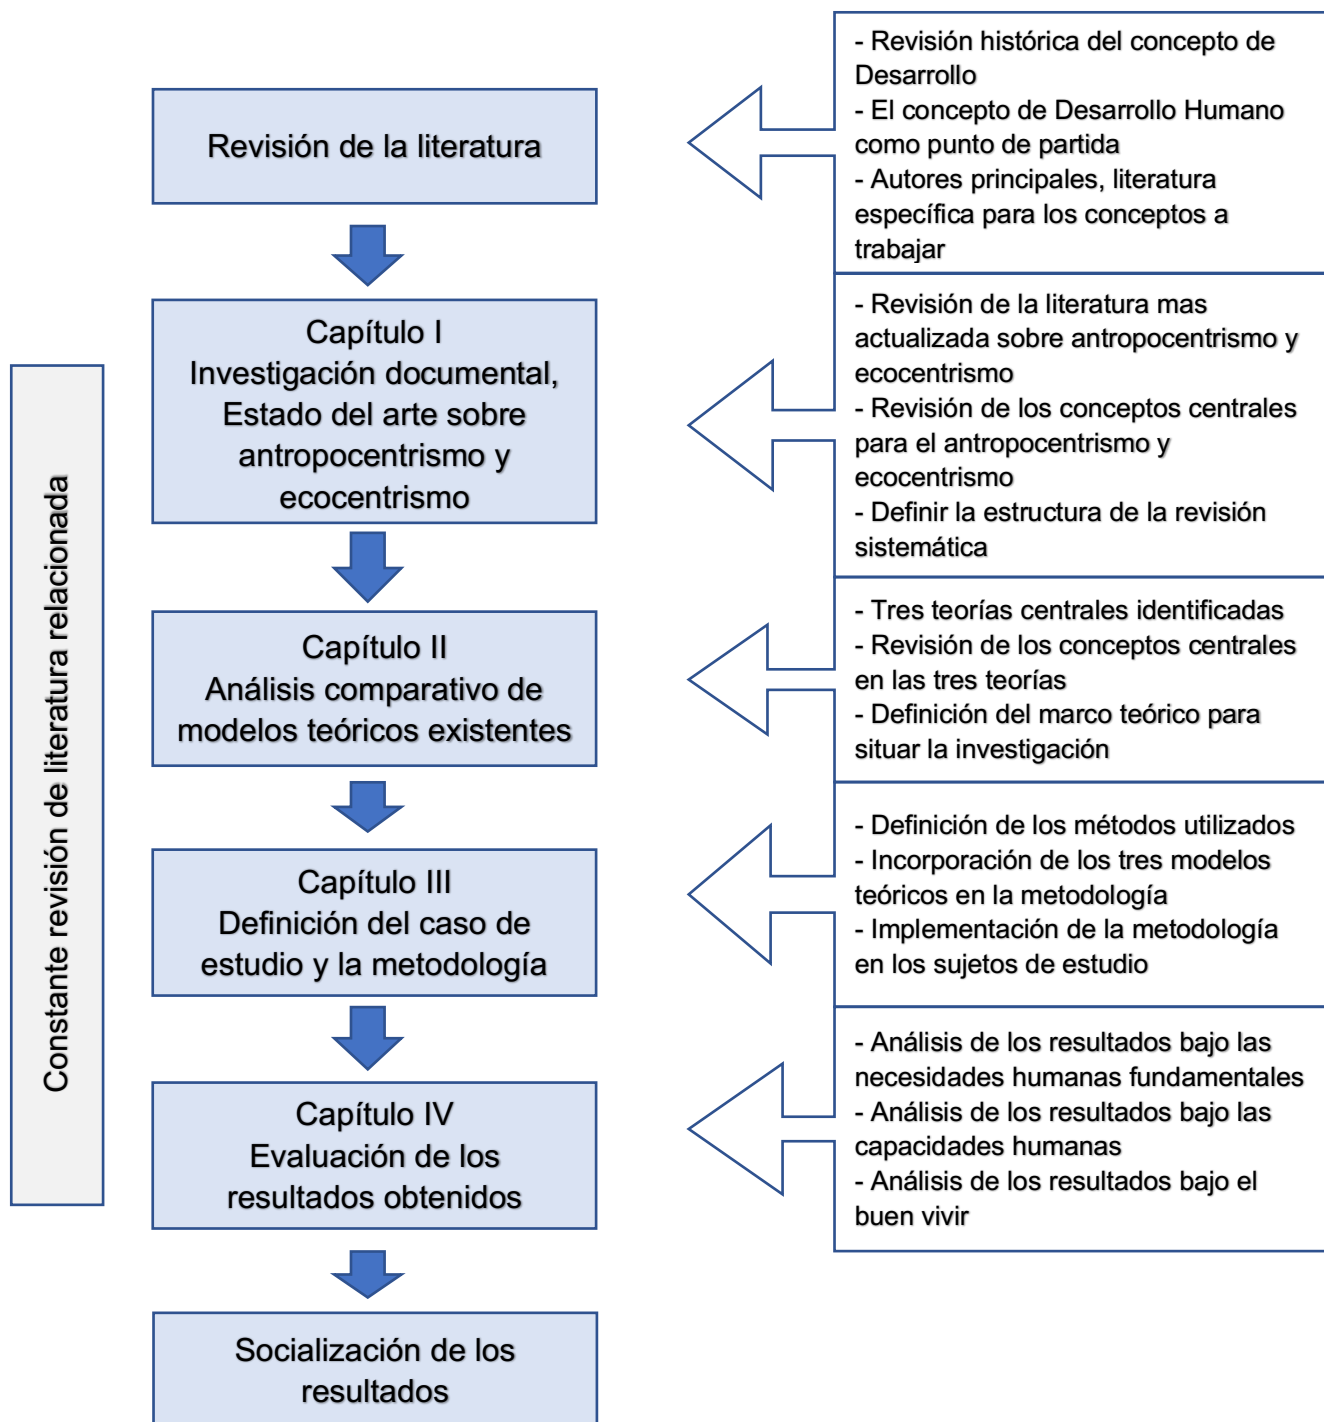 Revisión de la literatura
- Revisión histórica del concepto de
Desarrollo
- El concepto de Desarrollo Humano
como punto de partida
- Autores principales, literatura
específica para los conceptos a
trabajar
Constante revisión de literatura relacionada
Capítulo I
Investigación documental,
Estado del arte sobre
antropocentrismo y
ecocentrismo
- Revisión de la literatura mas
actualizada sobre antropocentrismo y
ecocentrismo
- Revisión de los conceptos centrales
para el antropocentrismo y
ecocentrismo
- Definir la estructura de la revisión
sistemática
Capítulo II
Análisis comparativo de
modelos teóricos existentes
- Tres teorías centrales identificadas
- Revisión de los conceptos centrales
en las tres teorías
- Definición del marco teórico para
situar la investigación
Capítulo III
Definición del caso de
estudio y la metodología
- Definición de los métodos utilizados
- Incorporación de los tres modelos
teóricos en la metodología
- Implementación de la metodología
en los sujetos de estudio
Capítulo IV
Evaluación de los
resultados obtenidos
- Análisis de los resultados bajo las
necesidades humanas fundamentales
- Análisis de los resultados bajo las
capacidades humanas
- Análisis de los resultados bajo el
buen vivir
Socialización de los
resultados